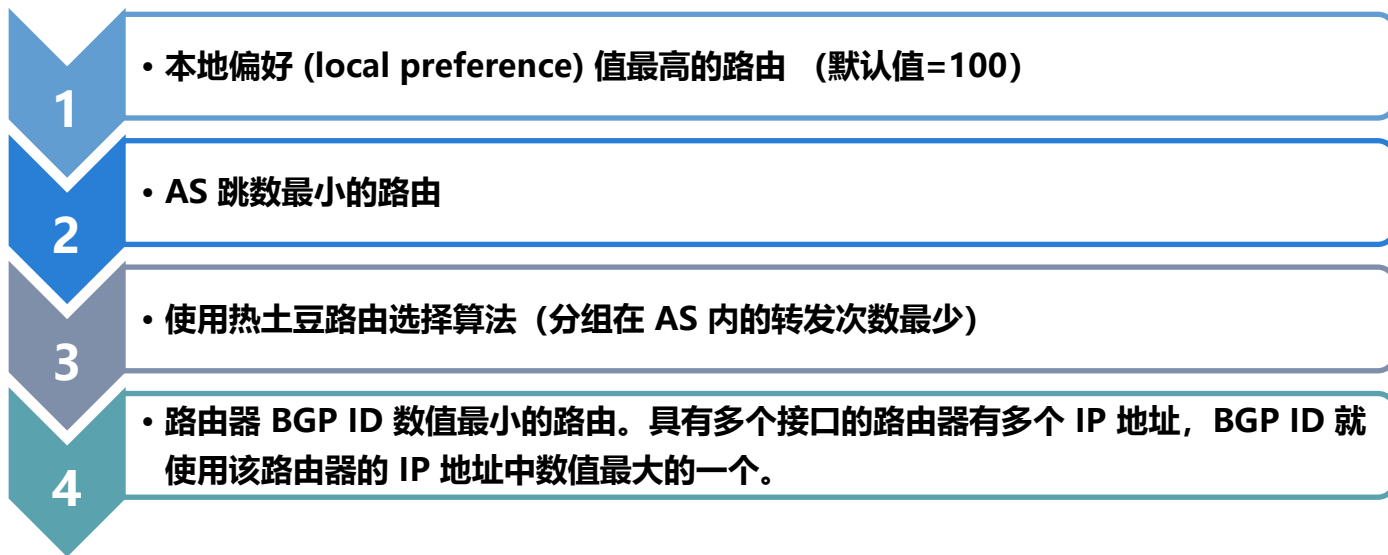 1
• 本地偏好 (local preference) 值最高的路由 （默认值=100）
2
• AS 跳数最小的路由
3
• 使用热土豆路由选择算法（分组在 AS 内的转发次数最少）
4
• 路由器 BGP ID 数值最小的路由。具有多个接口的路由器有多个 IP 地址，BGP ID 就
使用该路由器的 IP 地址中数值最大的一个。